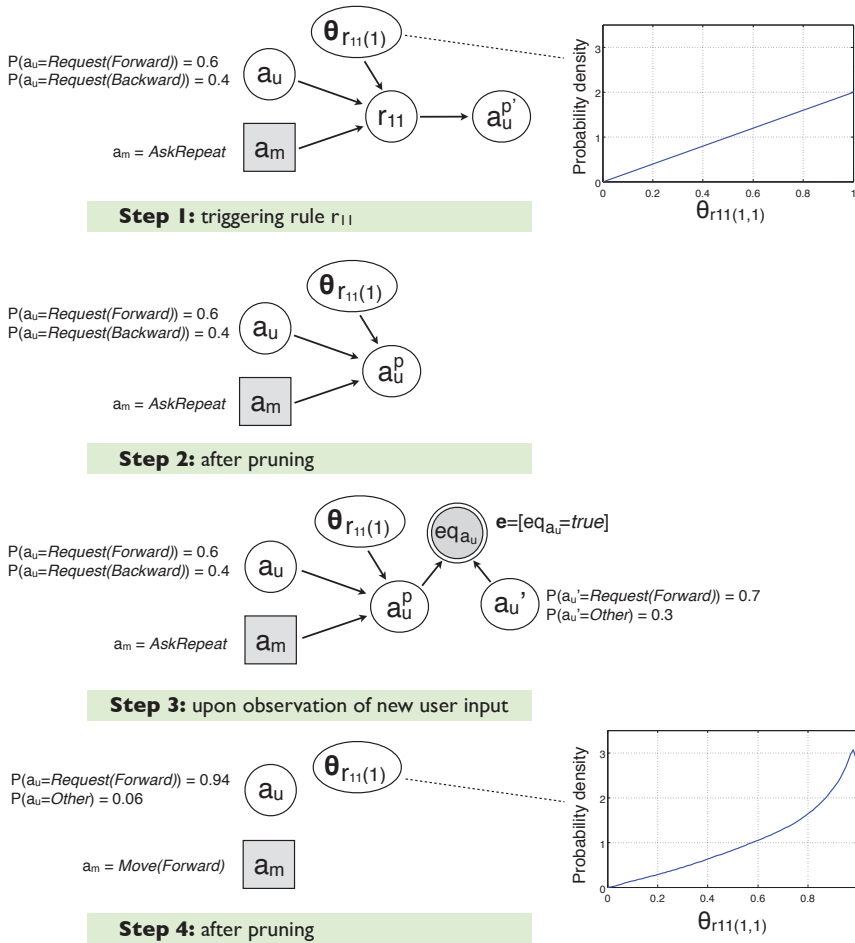 θr11(1)
P(au=Request(Forward)) = 0.6
P(au=Request(Backward)) = 0.4
au
r11
au^p'
am = AskRepeat
am
Step 1: triggering rule r11
Probability density
3
2
1
0
0 0.2 0.4 0.6 0.8 1
θr11(1,1)
θr11(1)
P(au=Request(Forward)) = 0.6
P(au=Request(Backward)) = 0.4
au
au^p
am = AskRepeat
am
Step 2: after pruning
θr11(1)
eqau
e=[eqau=true]
P(au=Request(Forward)) = 0.6
P(au=Request(Backward)) = 0.4
au
au^p
au'
P(au'=Request(Forward)) = 0.7
P(au'=Other) = 0.3
am = AskRepeat
am
Step 3: upon observation of new user input
θr11(1)
P(au=Request(Forward)) = 0.94
P(au=Other) = 0.06
au
am = Move(Forward)
am
Step 4: after pruning
Probability density
3
2
1
0
0 0.2 0.4 0.6 0.8
θr11(1,1)